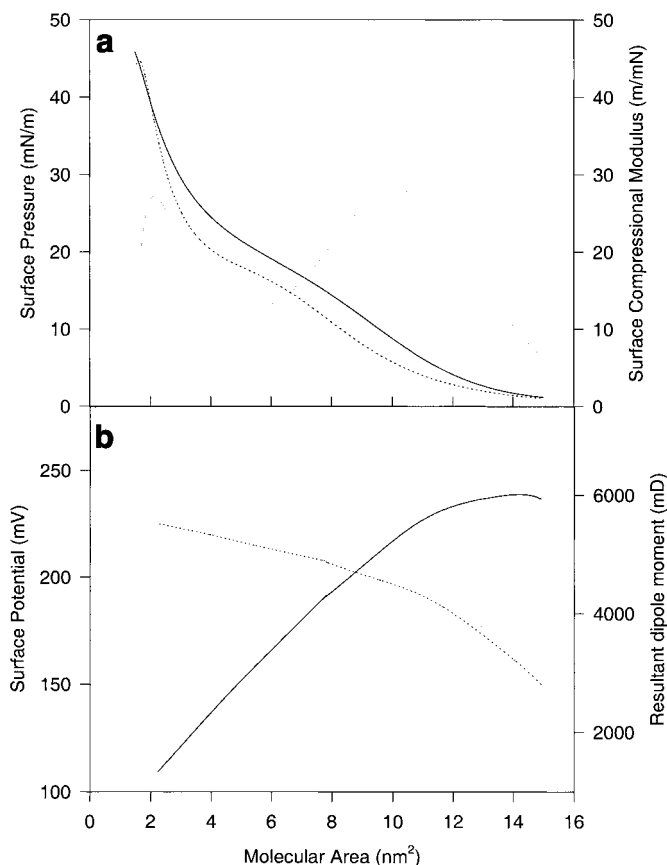 a
50
40
30
20
10
0
Surface Pressure (mN/m)
50
40
30
20
10
0
Surface Compressional Modulus (m/mN)
b
250
200
150
100
Surface Potential (mV)
6000
4000
2000
Resultant dipole moment (mD)
0 2 4 6 8 10 12 14 16
Molecular Area (nm²)